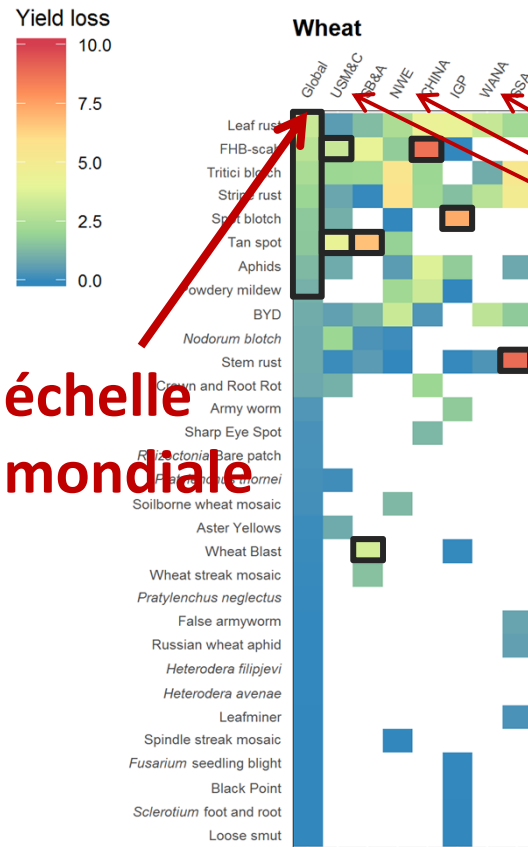 Yield loss
10.0
7.5
5.0
2.5
0.0
Wheat
Global USM&C SB&A NWE CHINA IGP WANA SSA
Leaf rust
FHB-scab
Tritici blotch
Stripe rust
Spot blotch
Tan spot
Aphids
Powdery mildew
BYD
Nodorum blotch
Stem rust
Crown and Root Rot
Army worm
Sharp Eye Spot
Rhizectonia Bare patch
Pratylenchus thornei
Soilborne wheat mosaic
Aster Yellows
Wheat Blast
Wheat streak mosaic
Pratylenchus neglectus
False armyworm
Russian wheat aphid
Heterodera filipjevi
Heterodera avenae
Leafminer
Spindle streak mosaic
Fusarium seedling blight
Black Point
Sclerotium foot and root
Loose smut
échelle
mondiale